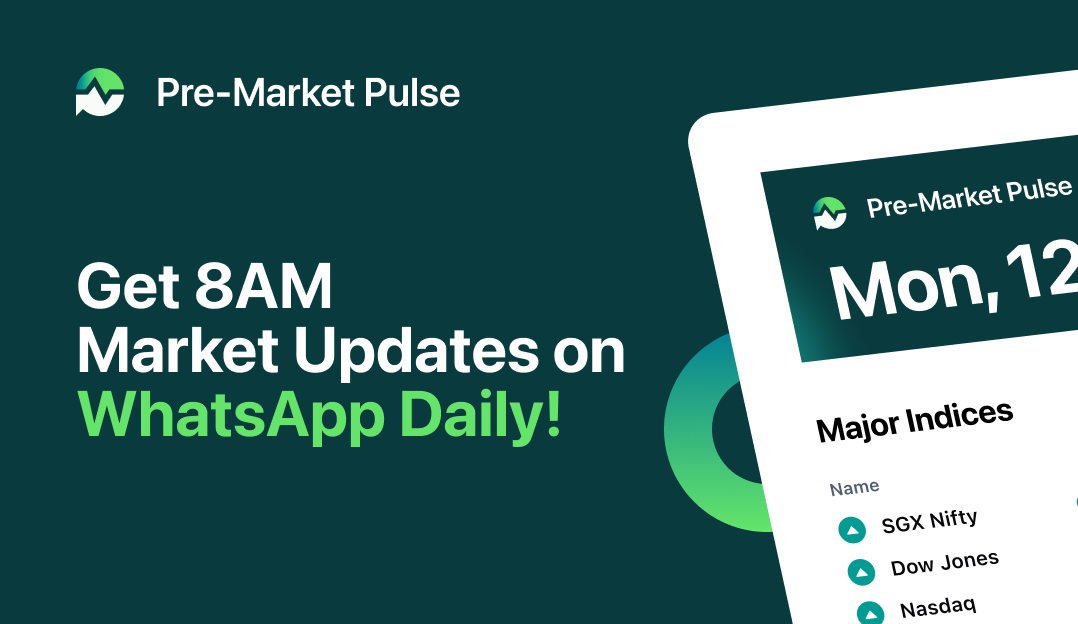 Pre-Market Pulse
Get 8AM
Market Updates on
WhatsApp Daily!
Pre-Market Pulse
Mon, 12
Major Indices
Name
SGX Nifty
Dow Jones
Nasdaq